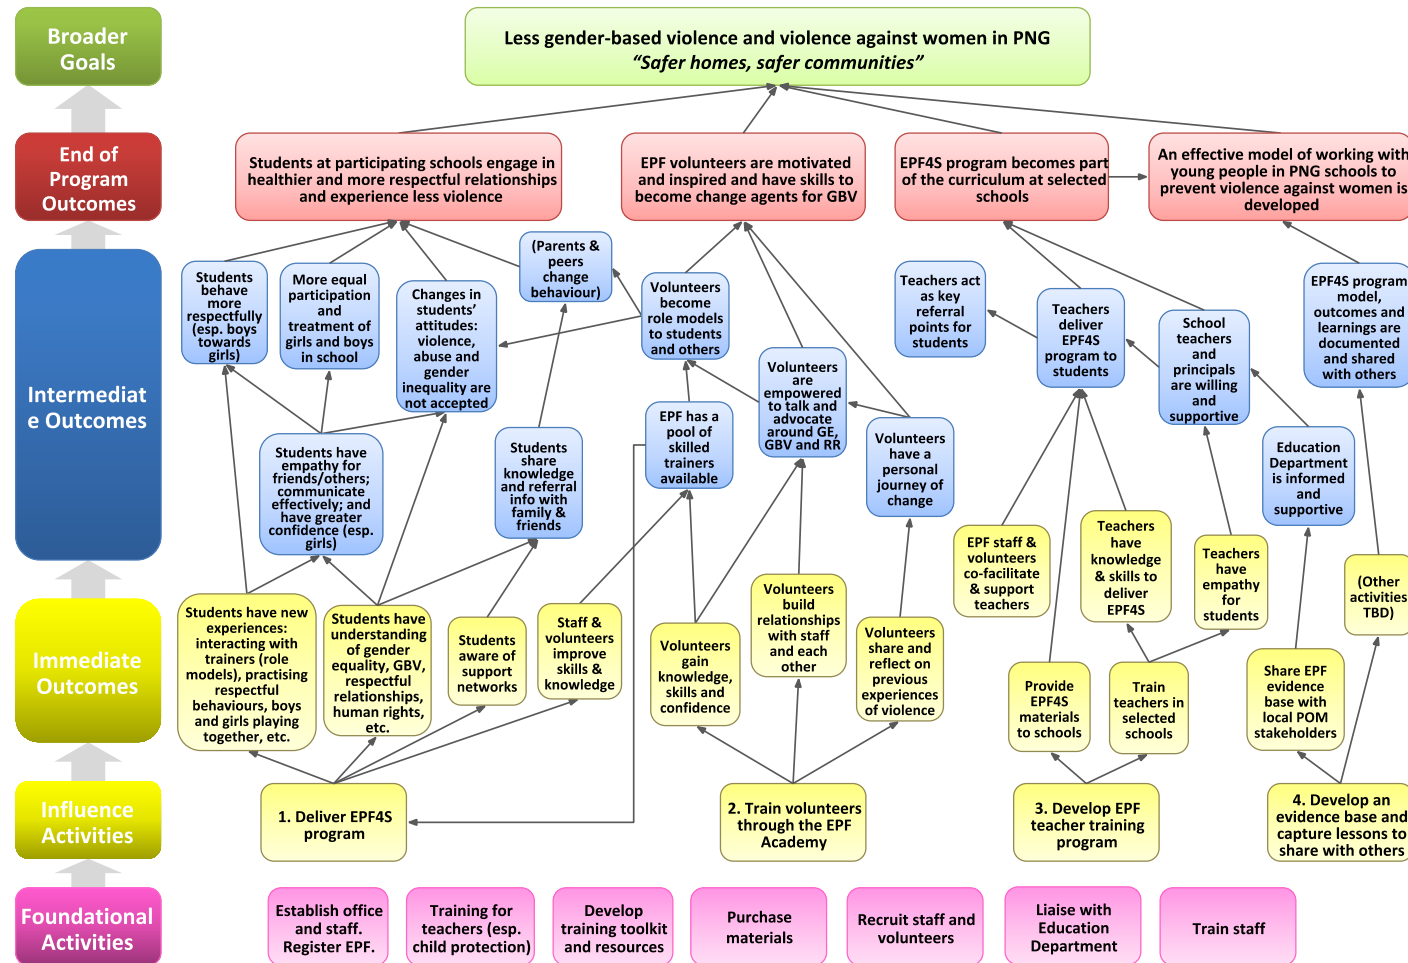 Broader
Goals
Less gender-based violence and violence against women in PNG
“Safer homes, safer communities”
End of
Program
Outcomes
Students at participating schools engage in
healthier and more respectful relationships
and experience less violence
EPF volunteers are motivated
and inspired and have skills to
become change agents for GBV
EPF4S program becomes part
of the curriculum at selected
schools
An effective model of working with
young people in PNG schools to
prevent violence against women is
developed
Intermediat
e Outcomes
Students
behave
more
respectfully
(esp. boys
towards
girls)
More equal
participation
and
treatment of
girls and boys
in school
Changes in
students’
attitudes:
violence,
abuse and
gender
inequality are
not accepted
(Parents &
peers
change
behaviour)
Volunteers
become
role models
to students
and others
Volunteers
are
empowered
to talk and
advocate
around GE,
GBV and RR
Teachers act
as key
referral
points for
students
Teachers
deliver
EPF4S
program to
students
School
teachers
and
principals
are willing
and
supportive
EPF4S program
model,
outcomes and
learnings are
documented
and shared
with others
Students have
empathy for
friends/others;
communicate
effectively; and
have greater
confidence (esp.
girls)
Students
share
knowledge
and referral
info with
family &
friends
EPF has a
pool of
skilled
trainers
available
Volunteers
have a
personal
journey of
change
Education
Department
is informed
and
supportive
Immediate
Outcomes
Students have new
experiences:
interacting with
trainers (role
models), practising
respectful
behaviours, boys
and girls playing
together, etc.
Students have
understanding
of gender
equality, GBV,
respectful
relationships,
human rights,
etc.
Students
aware of
support
networks
Staff &
volunteers
improve
skills &
knowledge
Volunteers
gain
knowledge,
skills and
confidence
Volunteers
build
relationships
with staff
and each
other
Volunteers
share and
reflect on
previous
experiences
of violence
EPF staff &
volunteers
co-facilitate
& support
teachers
Teachers
have
knowledge
& skills to
deliver
EPF4S
Teachers
have
empathy
for
students
(Other
activities
TBD)
Provide
EPF4S
materials
to schools
Train
teachers in
selected
schools
Share EPF
evidence
base with
local POM
stakeholders
Influence
Activities
1. Deliver EPF4S
program
2. Train volunteers
through the EPF
Academy
3. Develop EPF
teacher training
program
4. Develop an
evidence base and
capture lessons to
share with others
Foundational
Activities
Establish office
and staff.
Register EPF.
Training for
teachers (esp.
child protection)
Develop
training toolkit
and resources
Purchase
materials
Recruit staff and
volunteers
Liaise with
Education
Department
Train staff